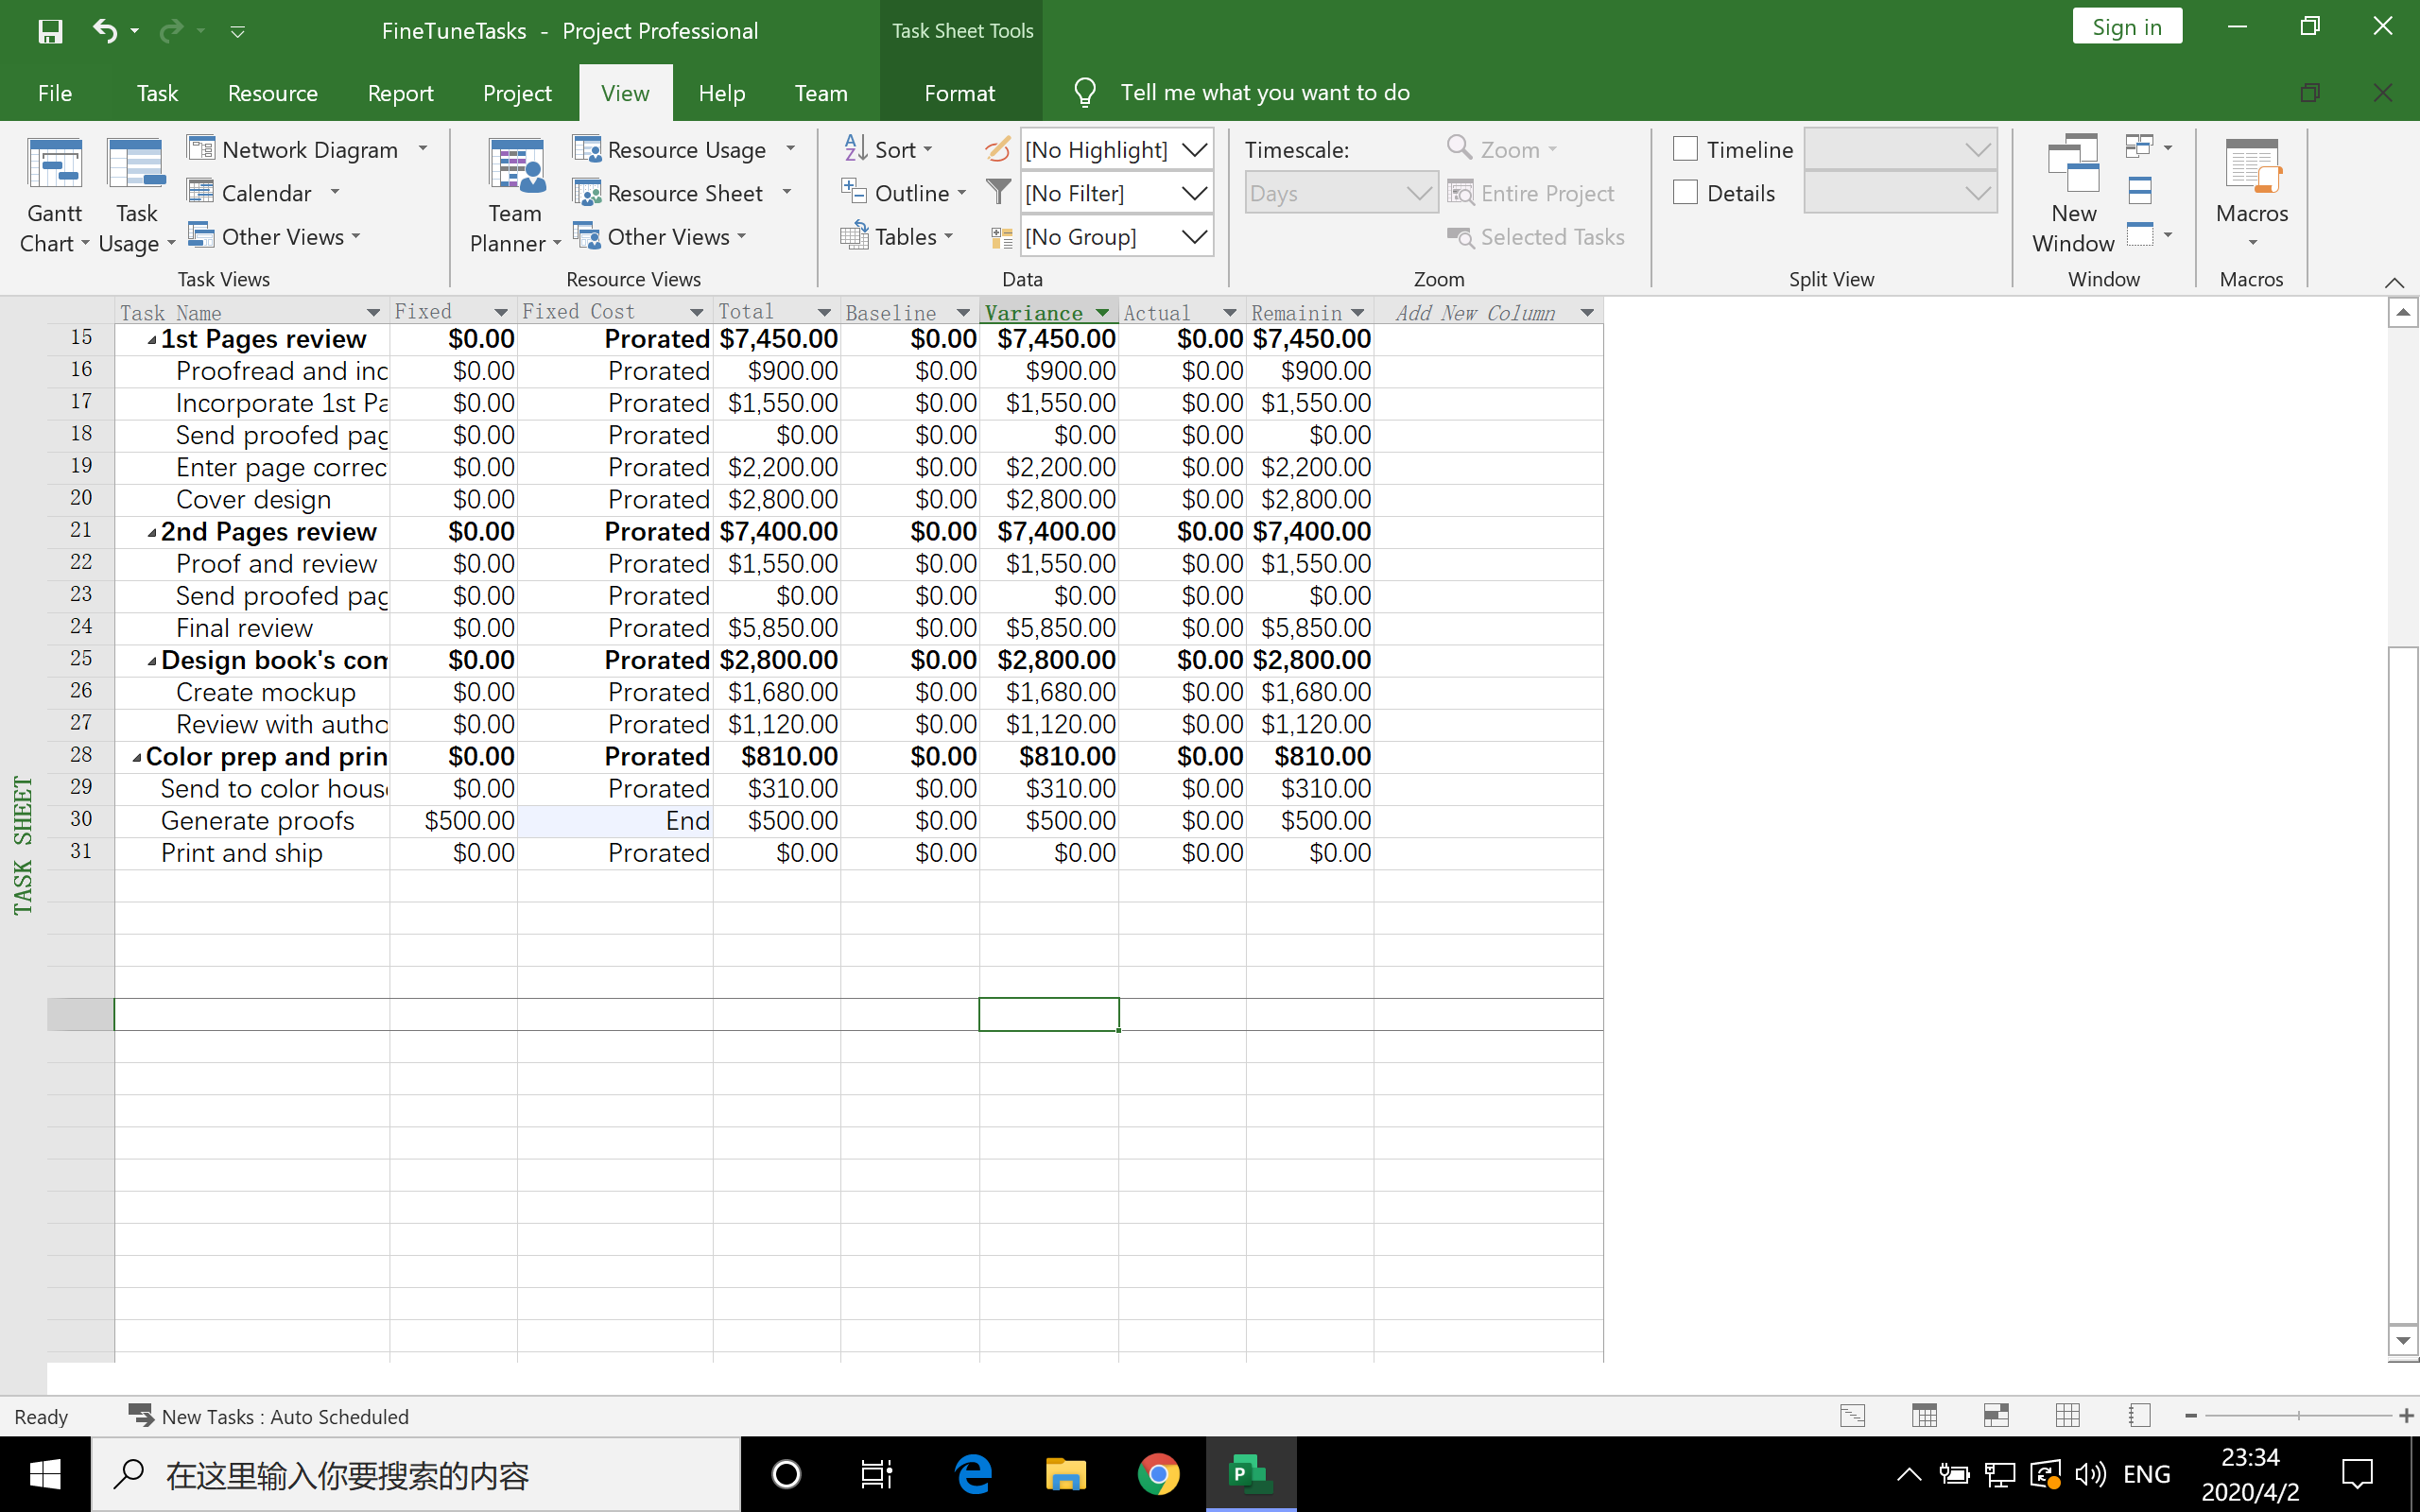 FineTuneTasks - Project Professional
Task Sheet Tools
Sign in
File Task Resource Report Project View Help Team Format Tell me what you want to do
Gantt Chart
Task Usage
Network Diagram
Calendar
Other Views
Task Views
Team Planner
Resource Usage
Resource Sheet
Other Views
Resource Views
Sort
Outline
Tables
[No Highlight]
[No Filter]
[No Group]
Data
Timescale:
Days
Zoom
Entire Project
Selected Tasks
Zoom
Timeline
Details
Split View
New Window
Window
Macros
Macros
Task Name Fixed Fixed Cost Total Baseline Variance Actual Remainin Add New Column
15 1st Pages review $0.00 Prorated $7,450.00 $0.00 $7,450.00 $0.00 $7,450.00
16 Proofread and inc $0.00 Prorated $900.00 $0.00 $900.00 $0.00 $900.00
17 Incorporate 1st Pa $0.00 Prorated $1,550.00 $0.00 $1,550.00 $0.00 $1,550.00
18 Send proofed pag $0.00 Prorated $0.00 $0.00 $0.00 $0.00 $0.00
19 Enter page correc $0.00 Prorated $2,200.00 $0.00 $2,200.00 $0.00 $2,200.00
20 Cover design $0.00 Prorated $2,800.00 $0.00 $2,800.00 $0.00 $2,800.00
21 2nd Pages review $0.00 Prorated $7,400.00 $0.00 $7,400.00 $0.00 $7,400.00
22 Proof and review $0.00 Prorated $1,550.00 $0.00 $1,550.00 $0.00 $1,550.00
23 Send proofed pag $0.00 Prorated $0.00 $0.00 $0.00 $0.00 $0.00
24 Final review $0.00 Prorated $5,850.00 $0.00 $5,850.00 $0.00 $5,850.00
25 Design book's com $0.00 Prorated $2,800.00 $0.00 $2,800.00 $0.00 $2,800.00
26 Create mockup $0.00 Prorated $1,680.00 $0.00 $1,680.00 $0.00 $1,680.00
27 Review with autho $0.00 Prorated $1,120.00 $0.00 $1,120.00 $0.00 $1,120.00
28 Color prep and prin $0.00 Prorated $810.00 $0.00 $810.00 $0.00 $810.00
29 Send to color hous $0.00 Prorated $310.00 $0.00 $310.00 $0.00 $310.00
30 Generate proofs $500.00 End $500.00 $0.00 $500.00 $0.00 $500.00
31 Print and ship $0.00 Prorated $0.00 $0.00 $0.00 $0.00 $0.00
TASK SHEET
Ready New Tasks : Auto Scheduled
在这里输入你要搜索的内容
ENG
23:34
2020/4/2